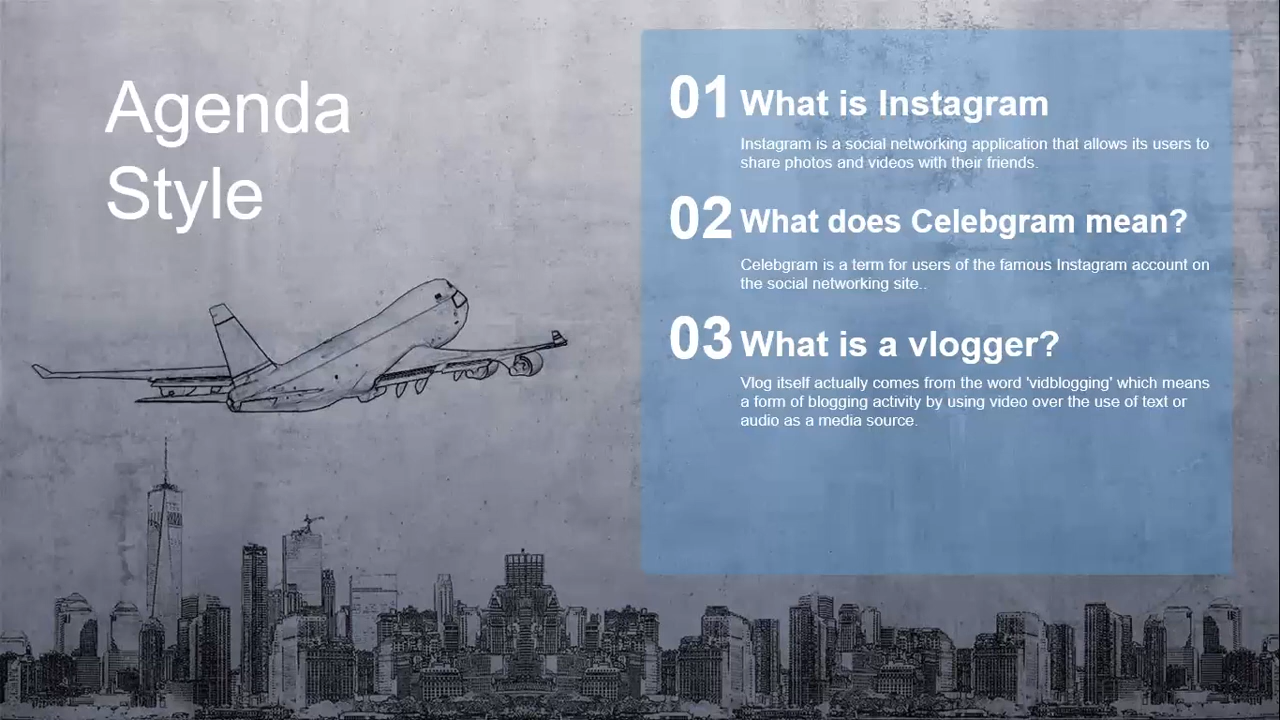 Agenda
Style
01 What is Instagram
Instagram is a social networking application that allows its users to
share photos and videos with their friends.
02 What does Celebgram mean?
Celebgram is a term for users of the famous Instagram account on
the social networking site..
03 What is a vlogger?
Vlog itself actually comes from the word 'vidblogging' which means
a form of blogging activity by using video over the use of text or
audio as a media source.